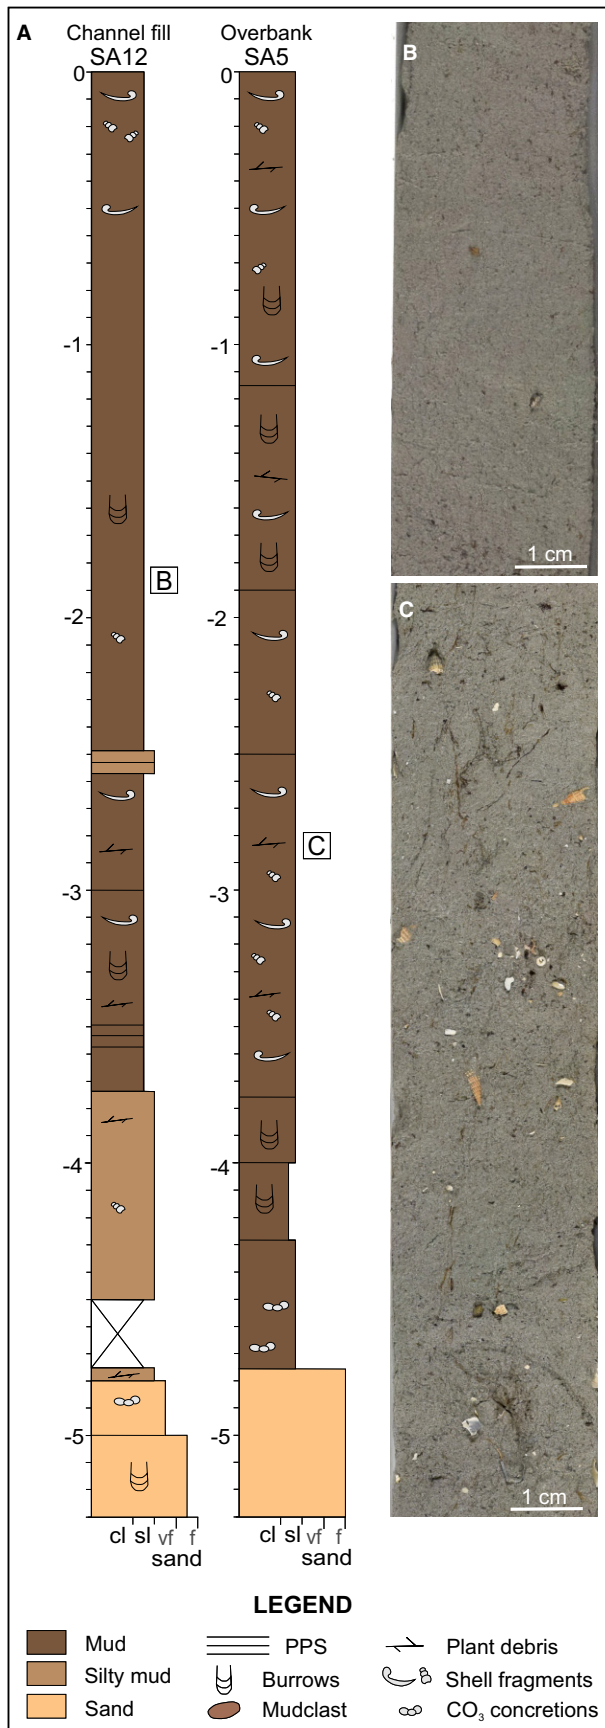 A
Channel fill
SA12
Overbank
SA5
0
-1
-2
-3
-4
-5
0
-1
-2
-3
-4
-5
B
C
cl sl vf f
sand
cl sl vf f
sand
B
1 cm
C
1 cm
LEGEND
Mud
PPS
Plant debris
Silty mud
Burrows
Shell fragments
Sand
Mudclast
CO₃ concretions